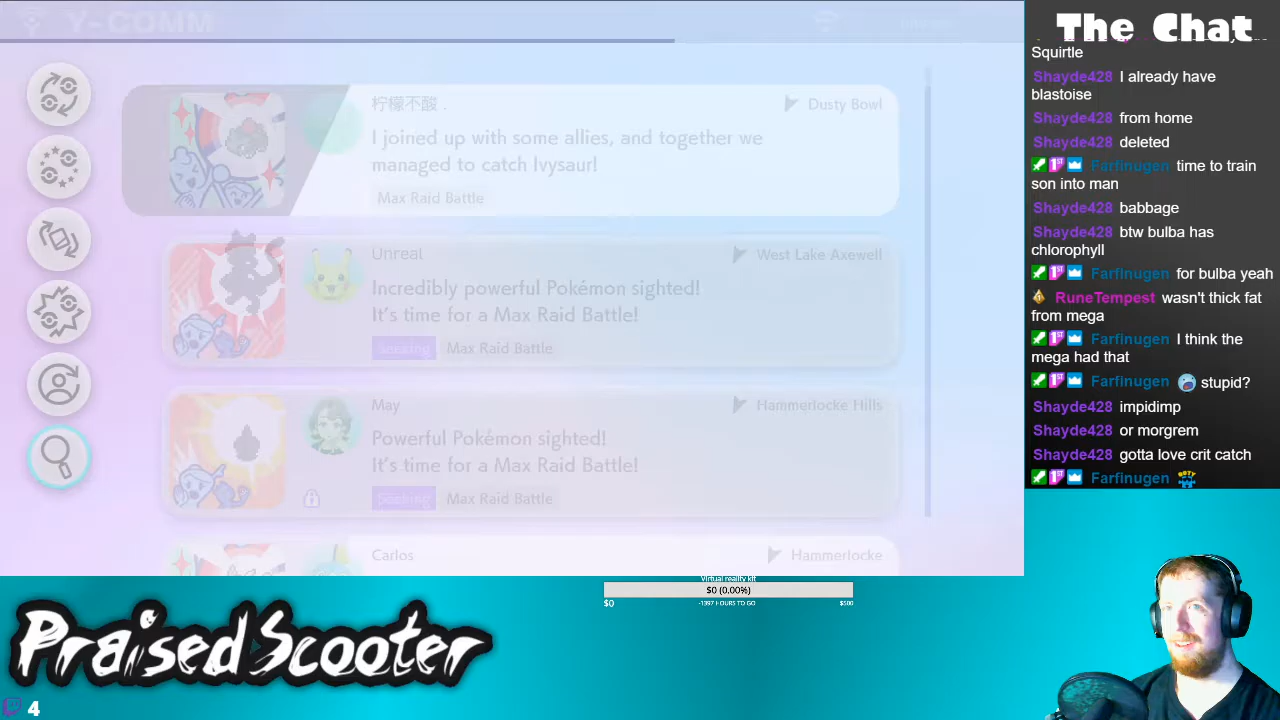 Y-COMM
The Chat
柠檬不酸 .
Dusty Bowl
I joined up with some allies, and together we
managed to catch Ivysaur!
Max Raid Battle
Unreal
West Lake Axewell
Incredibly powerful Pokémon sighted!
It's time for a Max Raid Battle!
Seeking
Max Raid Battle
May
Hammerlocke Hills
Powerful Pokémon sighted!
It's time for a Max Raid Battle!
Seeking
Max Raid Battle
Carlos
Hammerlocke
Squirtle
Shayde428 I already have
blastoise
Shayde428 from home
Shayde428 deleted
Farfinugen time to train
son into man
Shayde428 babbage
Shayde428 btw bulba has
chlorophyll
Farfinugen for bulba yeah
RuneTempest wasn't thick fat
from mega
Farfinugen I think the
mega had that
Farfinugen stupid?
Shayde428 impidimp
Shayde428 or morgrem
Shayde428 gotta love crit catch
Farfinugen
Virtual reality kit
$0 (0.00%)
$0
-1397 HOURS TO GO
$500
PraisedScooter
4